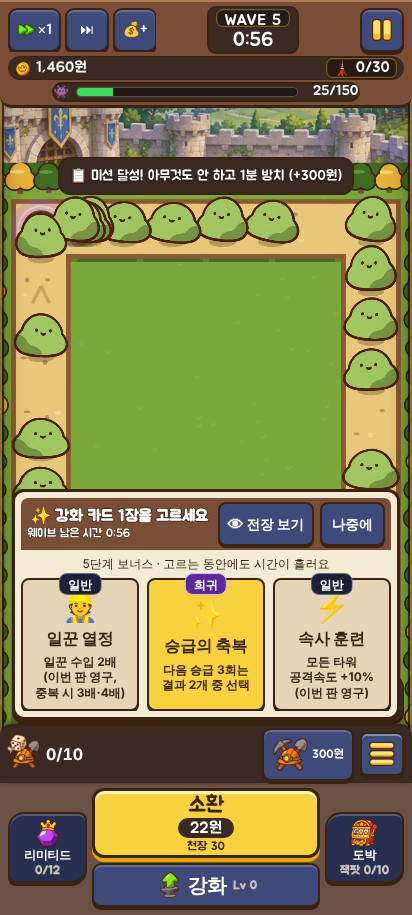 ×1
WAVE 5
0:56
1,460원
0/30
25/150
미션 달성! 아무것도 안 하고 1분 방치 (+300원)
강화 카드 1장을 고르세요
웨이브 남은 시간 0:56
전장 보기
나중에
5단계 보너스 · 고르는 동안에도 시간이 흘러요
일반
일꾼 열정
일꾼 수입 2배
(이번 판 영구,
중복 시 3배·4배)
희귀
승급의 축복
다음 승급 3회는
결과 2개 중 선택
일반
속사 훈련
모든 타워
공격속도 +10%
(이번 판 영구)
0/10
300원
리미티드
0/12
소환
22원
천장 30
강화 Lv 0
도박
잭팟 0/10